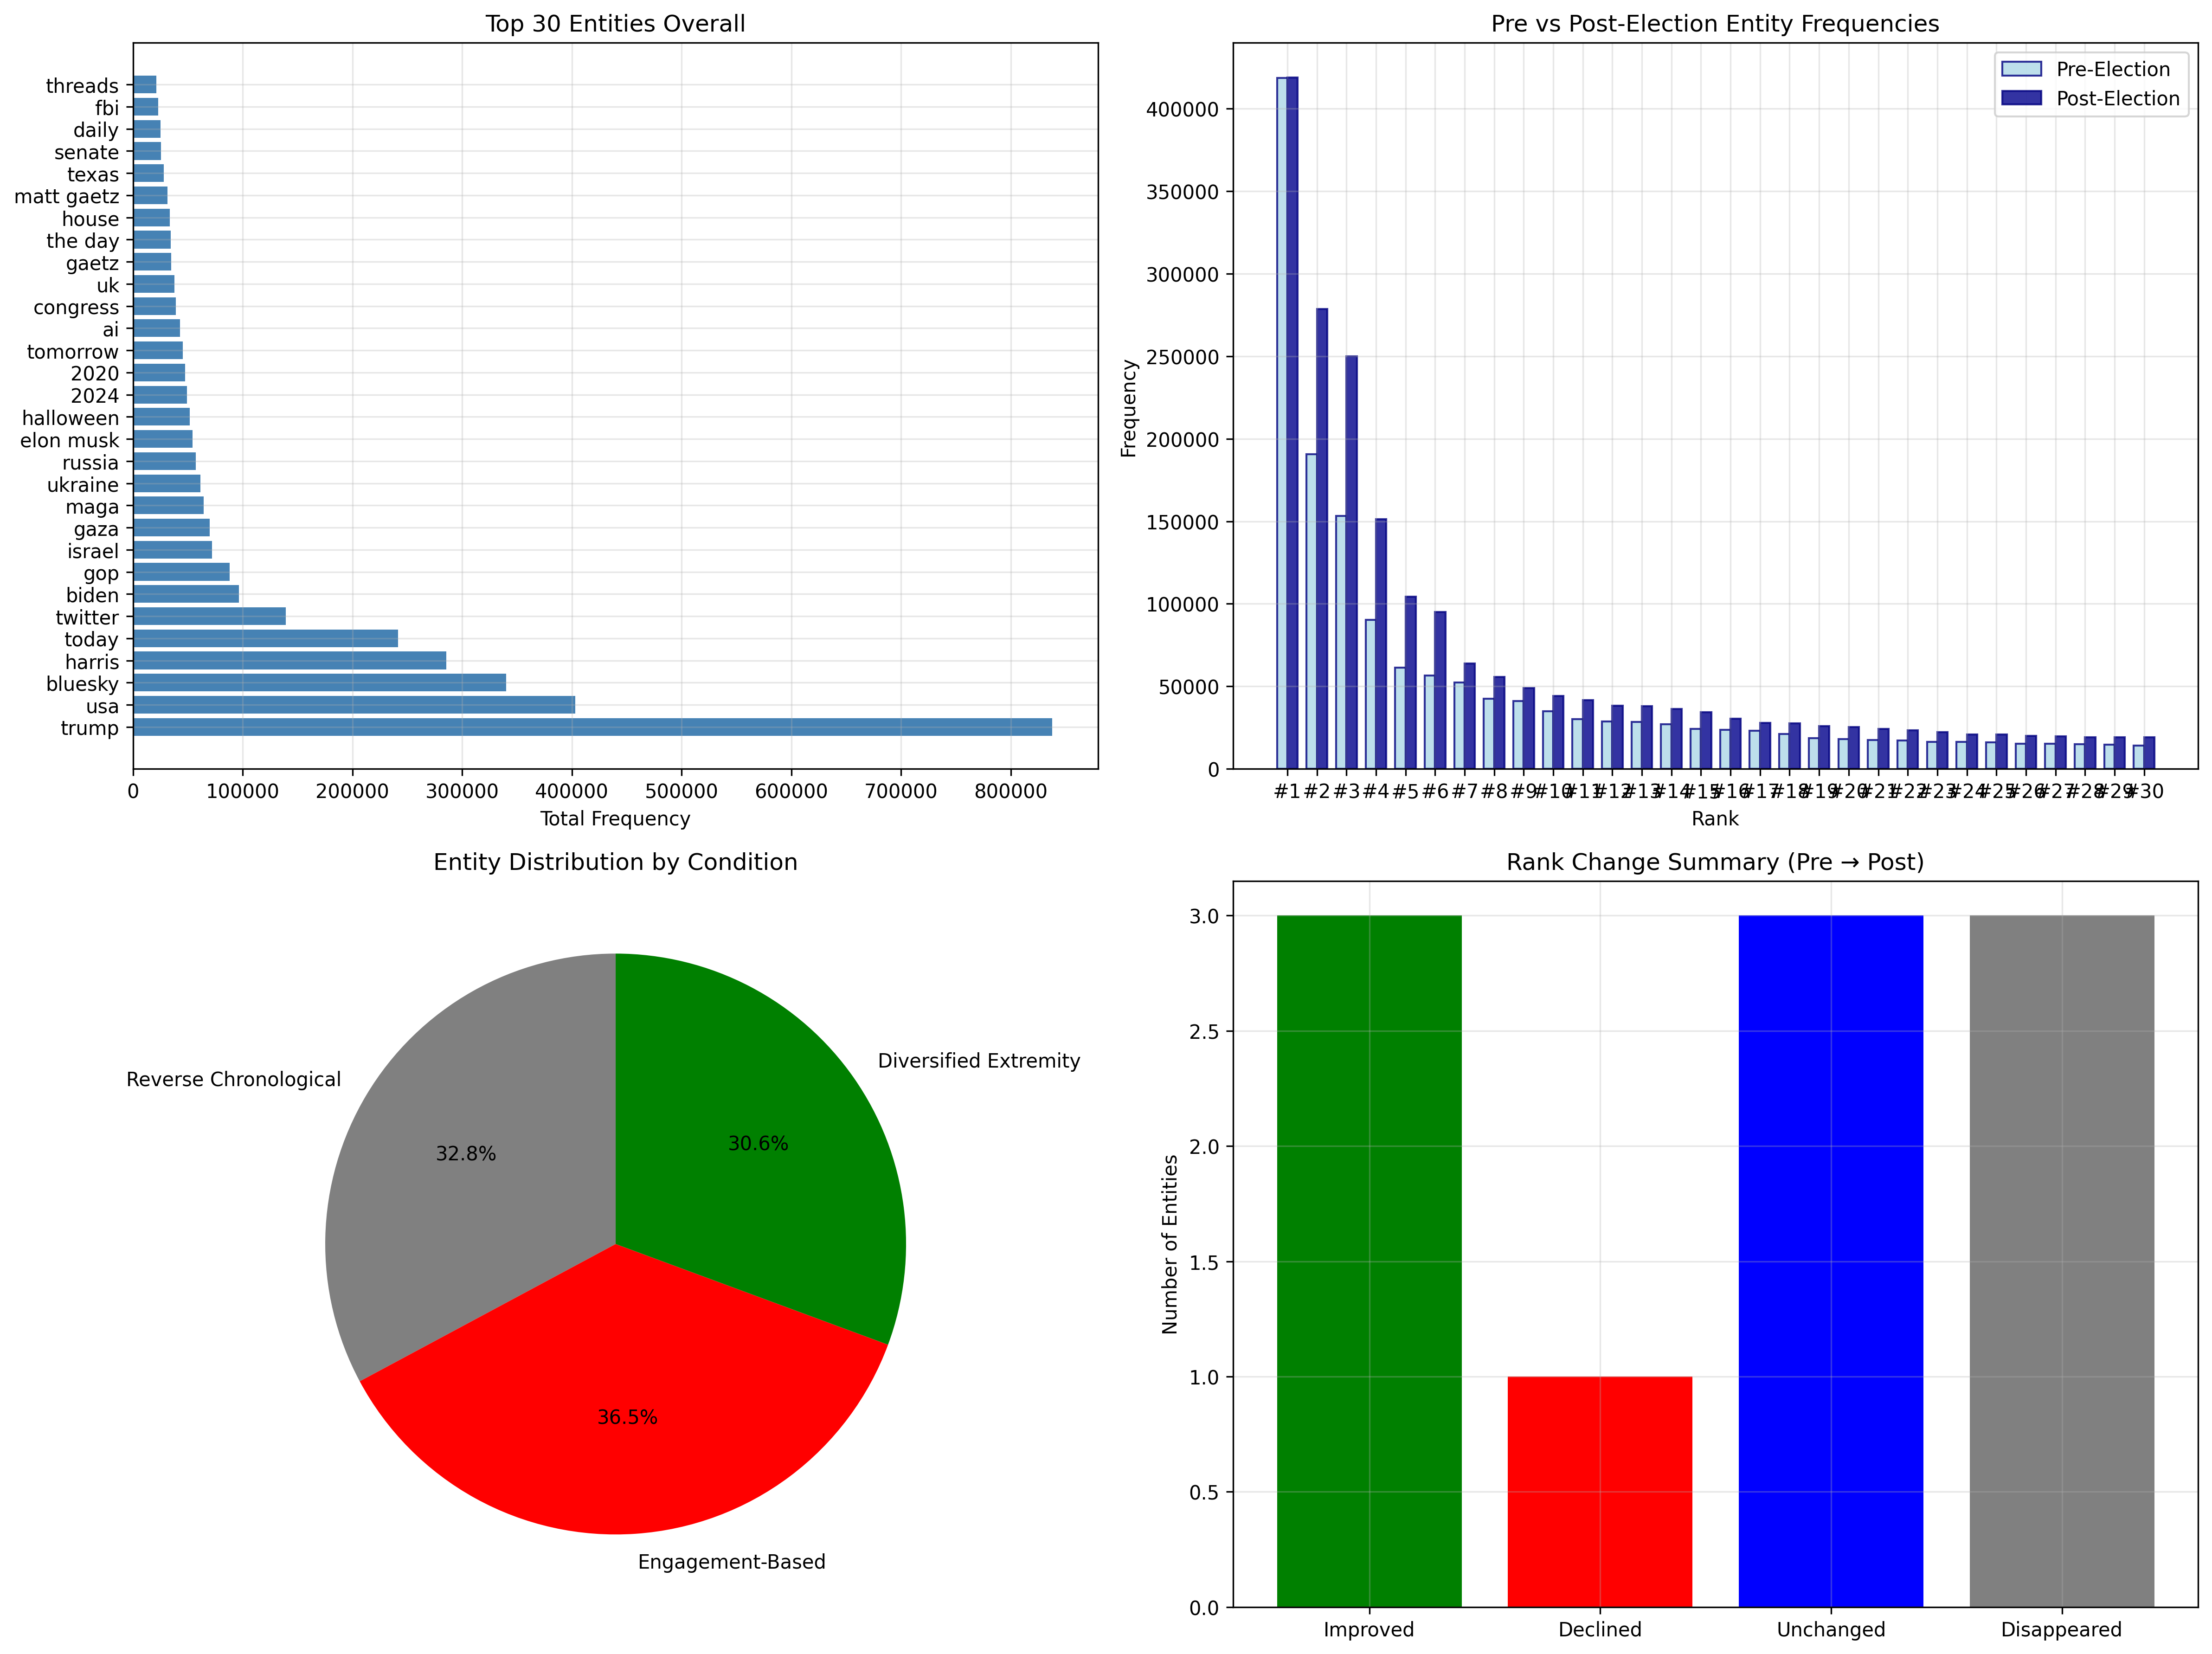 Top 30 Entities Overall
threads
fbi
daily
senate
texas
matt gaetz
house
the day
gaetz
uk
congress
ai
tomorrow
2020
2024
halloween
elon musk
russia
ukraine
maga
gaza
israel
gop
biden
twitter
today
harris
bluesky
usa
trump
0 100000 200000 300000 400000 500000 600000 700000 800000
Total Frequency
Pre vs Post-Election Entity Frequencies
Pre-Election
Post-Election
400000
350000
300000
250000
200000
150000
100000
50000
0
Frequency
#1 #2 #3 #4 #5 #6 #7 #8 #9 #10 #11 #12 #13 #14 #15 #16 #17 #18 #19 #20 #21 #22 #23 #24 #25 #26 #27 #28 #29 #30
Rank
Entity Distribution by Condition
Diversified Extremity
Reverse Chronological
30.6%
32.8%
36.5%
Engagement-Based
Rank Change Summary (Pre → Post)
3.0
2.5
2.0
1.5
1.0
0.5
0.0
Number of Entities
Improved Declined Unchanged Disappeared